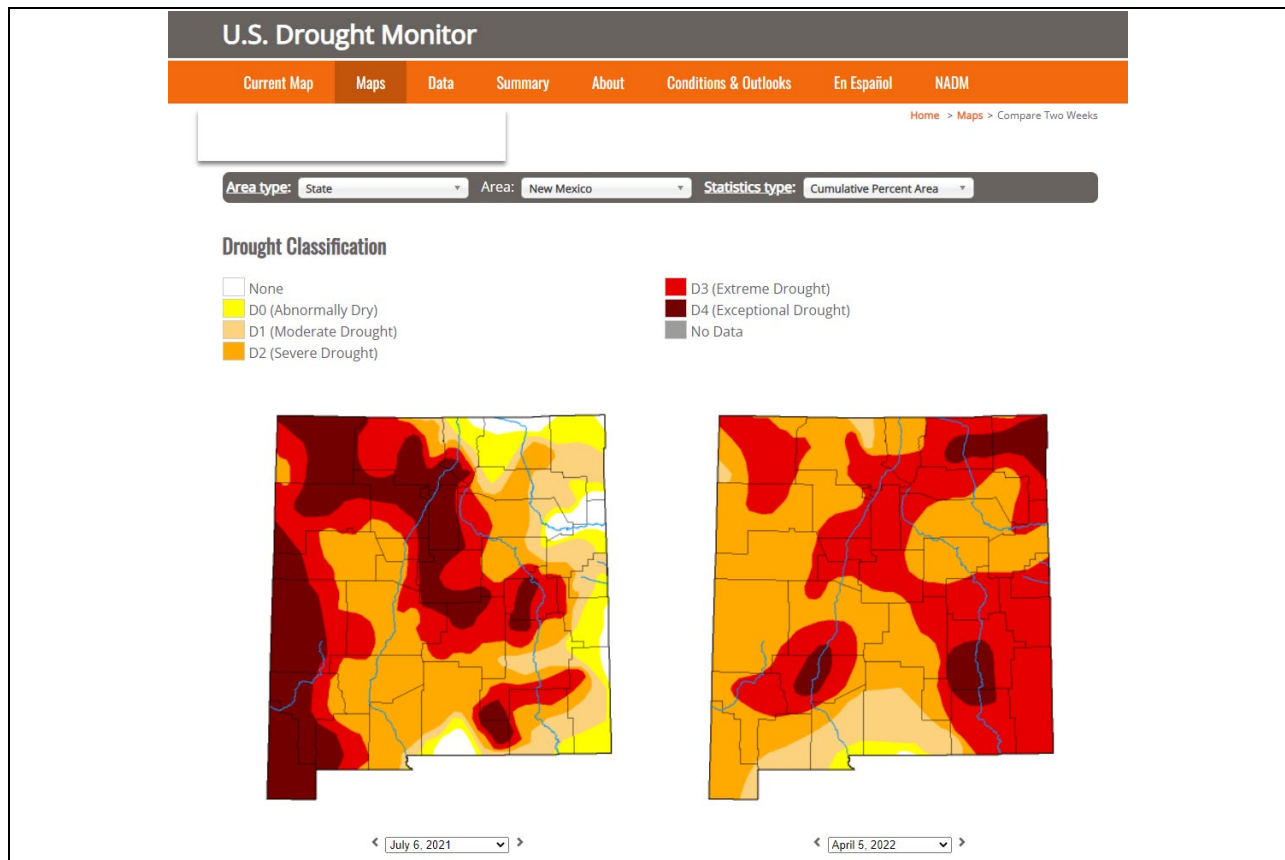 U.S. Drought Monitor
Current Map Maps Data Summary About Conditions & Outlooks En Español NADM
Home > Maps > Compare Two Weeks
Area type: State Area: New Mexico Statistics type: Cumulative Percent Area
Drought Classification
None
D0 (Abnormally Dry)
D1 (Moderate Drought)
D2 (Severe Drought)
D3 (Extreme Drought)
D4 (Exceptional Drought)
No Data
< July 6, 2021 >
< April 5, 2022 >